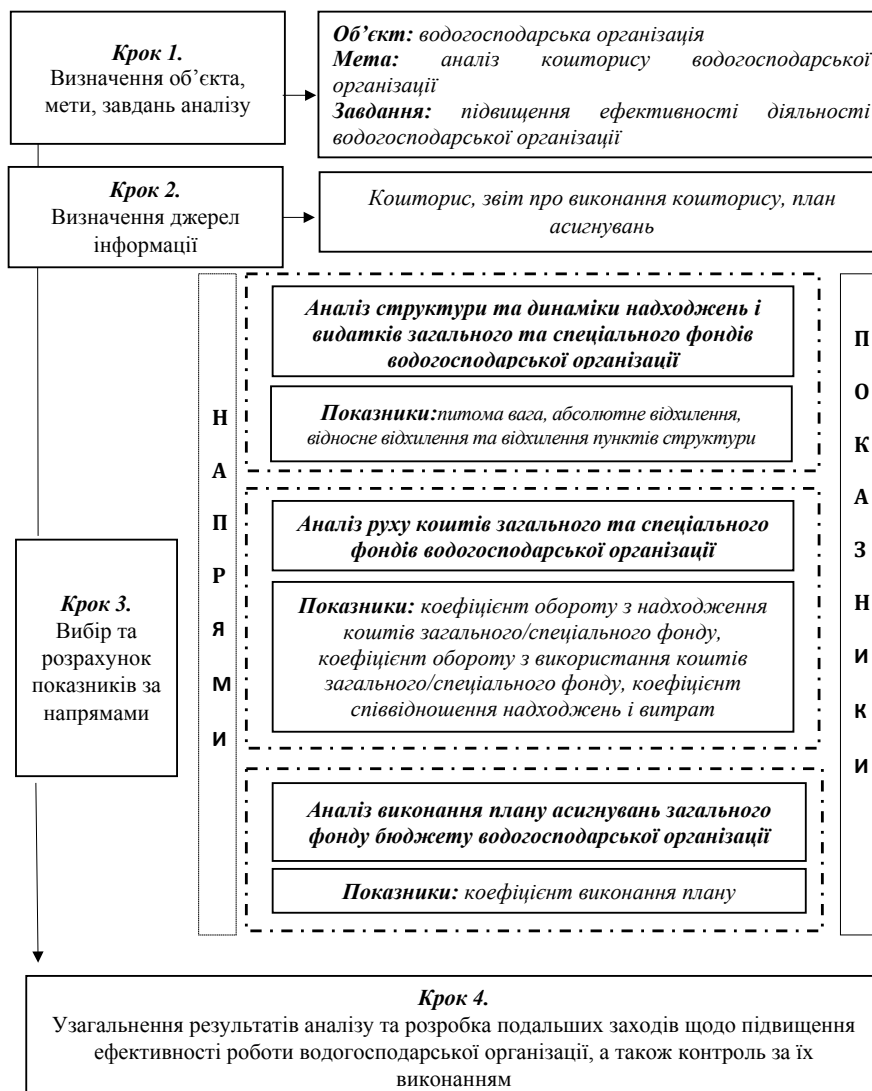 Крок 1.
Визначення об’єкта,
мети, завдань аналізу
Об’єкт: водогосподарська організація
Мета: аналіз кошторису водогосподарської
організації
Завдання: підвищення ефективності діяльності
водогосподарської організації
Крок 2.
Визначення джерел
інформації
Кошторис, звіт про виконання кошторису, план
асигнувань
Крок 3.
Вибір та
розрахунок
показників за
напрямами
Н
А
П
Р
Я
М
И
Аналіз структури та динаміки надходжень і
видатків загального та спеціального фондів
водогосподарської організації
Показники:питома вага, абсолютне відхилення,
відносне відхилення та відхилення пунктів структури
Аналіз руху коштів загального та спеціального
фондів водогосподарської організації
Показники: коефіцієнт обороту з надходження
коштів загального/спеціального фонду,
коефіцієнт обороту з використання коштів
загального/спеціального фонду, коефіцієнт
співвідношення надходжень і витрат
Аналіз виконання плану асигнувань загального
фонду бюджету водогосподарської організації
Показники: коефіцієнт виконання плану
П
О
К
А
З
Н
И
К
И
Крок 4.
Узагальнення результатів аналізу та розробка подальших заходів щодо підвищення
ефективності роботи водогосподарської організації, а також контроль за їх
виконанням